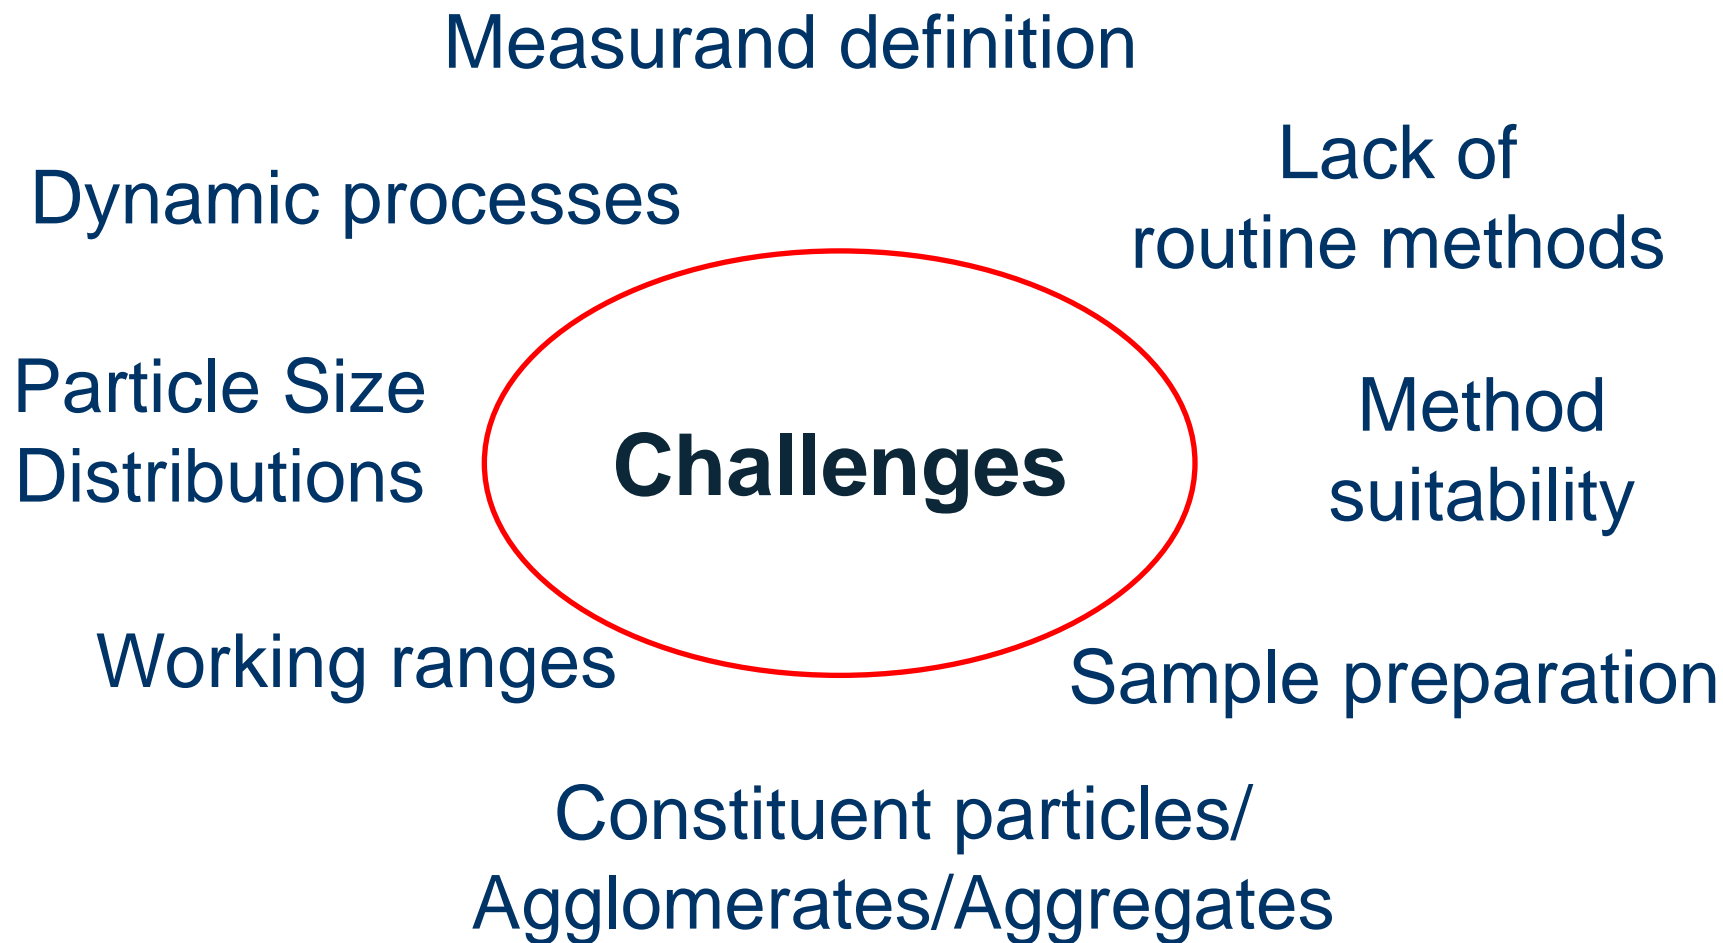 Measurand definition
Lack of
routine methods
Dynamic processes
Particle Size
Distributions
Challenges
Method
suitability
Working ranges
Sample preparation
Constituent particles/
Agglomerates/Aggregates